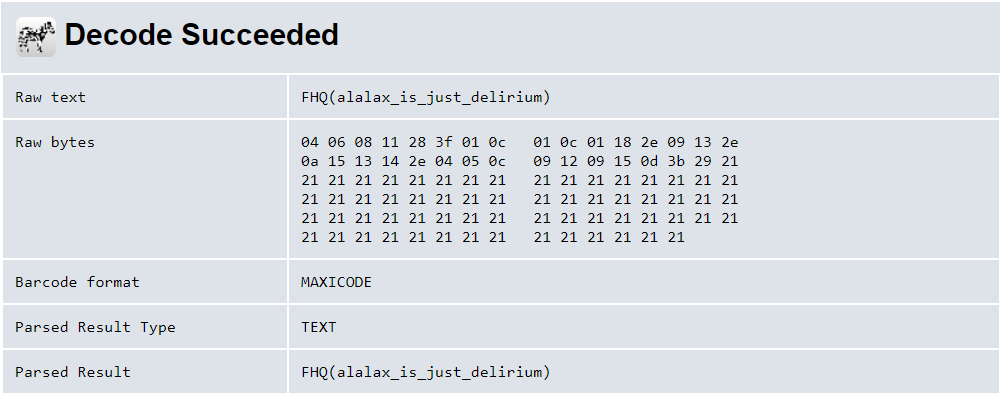 Decode Succeeded
Raw text FHQ(alalax_is_just_delirium)
Raw bytes 04 06 08 11 28 3f 01 0c 01 0c 01 18 2e 09 13 2e
0a 15 13 14 2e 04 05 0c 09 12 09 15 0d 3b 29 21
21 21 21 21 21 21 21 21 21 21 21 21 21 21 21 21
21 21 21 21 21 21 21 21 21 21 21 21 21 21 21 21
21 21 21 21 21 21 21 21 21 21 21 21 21 21 21 21
21 21 21 21 21 21 21 21 21 21 21 21 21 21
Barcode format MAXICODE
Parsed Result Type TEXT
Parsed Result FHQ(alalax_is_just_delirium)